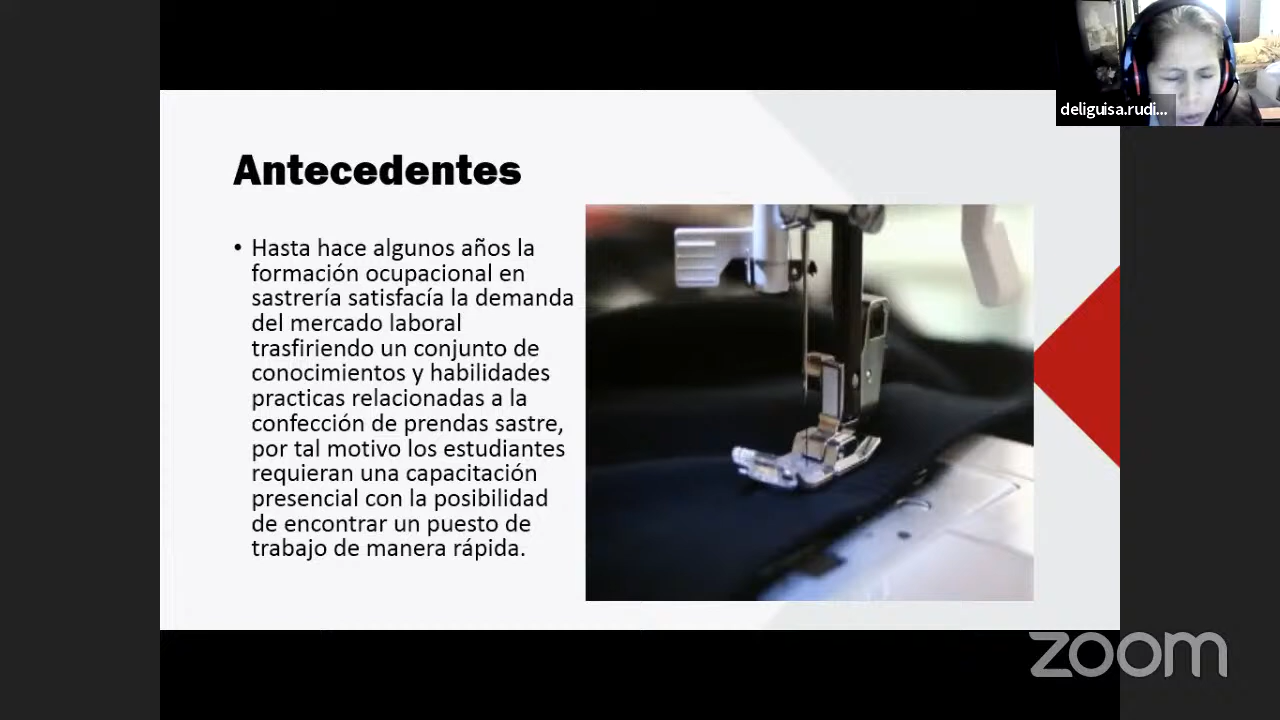 deliguisa.rudi...
Antecedentes
• Hasta hace algunos años la
formación ocupacional en
sastrería satisfacía la demanda
del mercado laboral
trasfiriendo un conjunto de
conocimientos y habilidades
practicas relacionadas a la
confección de prendas sastre,
por tal motivo los estudiantes
requieran una capacitación
presencial con la posibilidad
de encontrar un puesto de
trabajo de manera rápida.
zoom